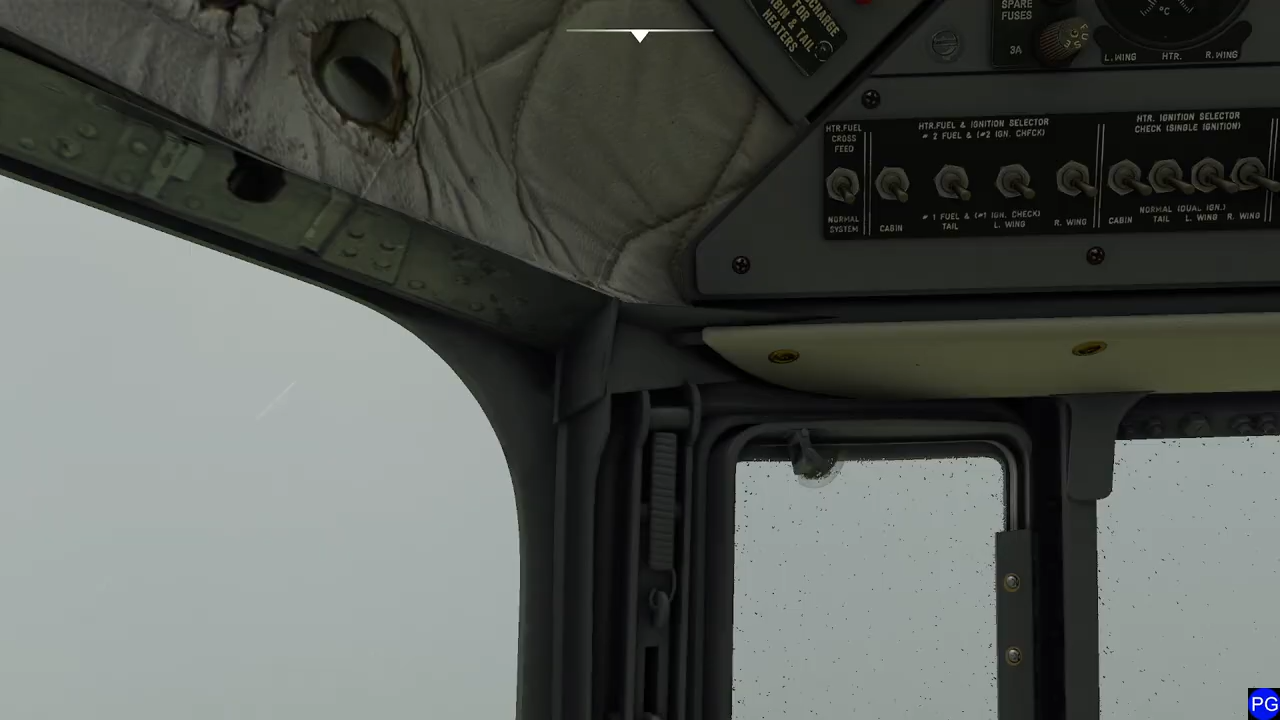 DISCHARGE
FOR
CABIN & TAIL
HEATERS
SPARE
FUSES
3A
°C
L.WING HTR. R.WING
HTR.FUEL
CROSS
FEED
NORMAL
SYSTEM
HTR.FUEL & IGNITION SELECTOR
# 2 FUEL & (#2 IGN. CHECK)
# 1 FUEL & (#1 IGN. CHECK)
CABIN TAIL L. WING R. WING
HTR. IGNITION SELECTOR
CHECK (SINGLE IGNITION)
NORMAL (DUAL IGN.)
CABIN TAIL L. WING R. WING
PG